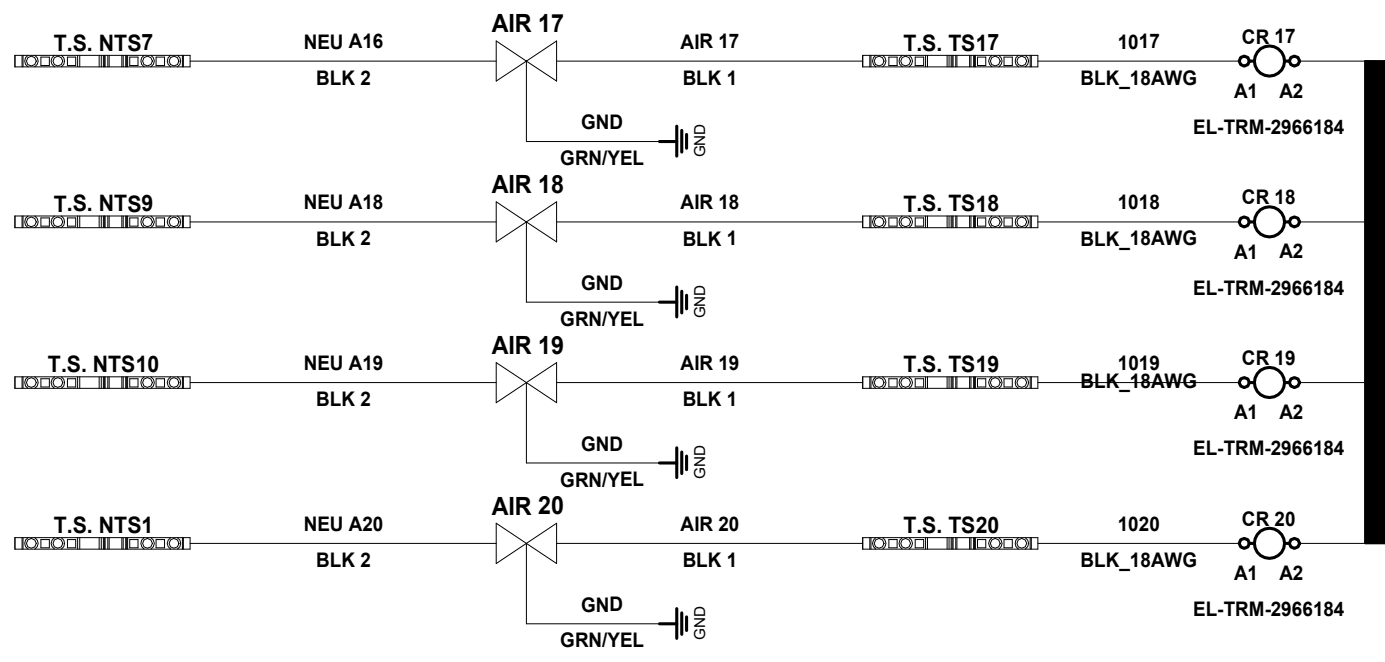 T.S. NTS7 NEU A16 AIR 17 AIR 17 T.S. TS17 1017 CR 17
BLK 2 BLK 1 BLK_18AWG A1 A2
GND GND EL-TRM-2966184
GRN/YEL
T.S. NTS9 NEU A18 AIR 18 AIR 18 T.S. TS18 1018 CR 18
BLK 2 BLK 1 BLK_18AWG A1 A2
GND GND EL-TRM-2966184
GRN/YEL
T.S. NTS10 NEU A19 AIR 19 AIR 19 T.S. TS19 1019 CR 19
BLK 2 BLK 1 BLK_18AWG A1 A2
GND GND EL-TRM-2966184
GRN/YEL
T.S. NTS1 NEU A20 AIR 20 AIR 20 T.S. TS20 1020 CR 20
BLK 2 BLK 1 BLK_18AWG A1 A2
GND GND EL-TRM-2966184
GRN/YEL